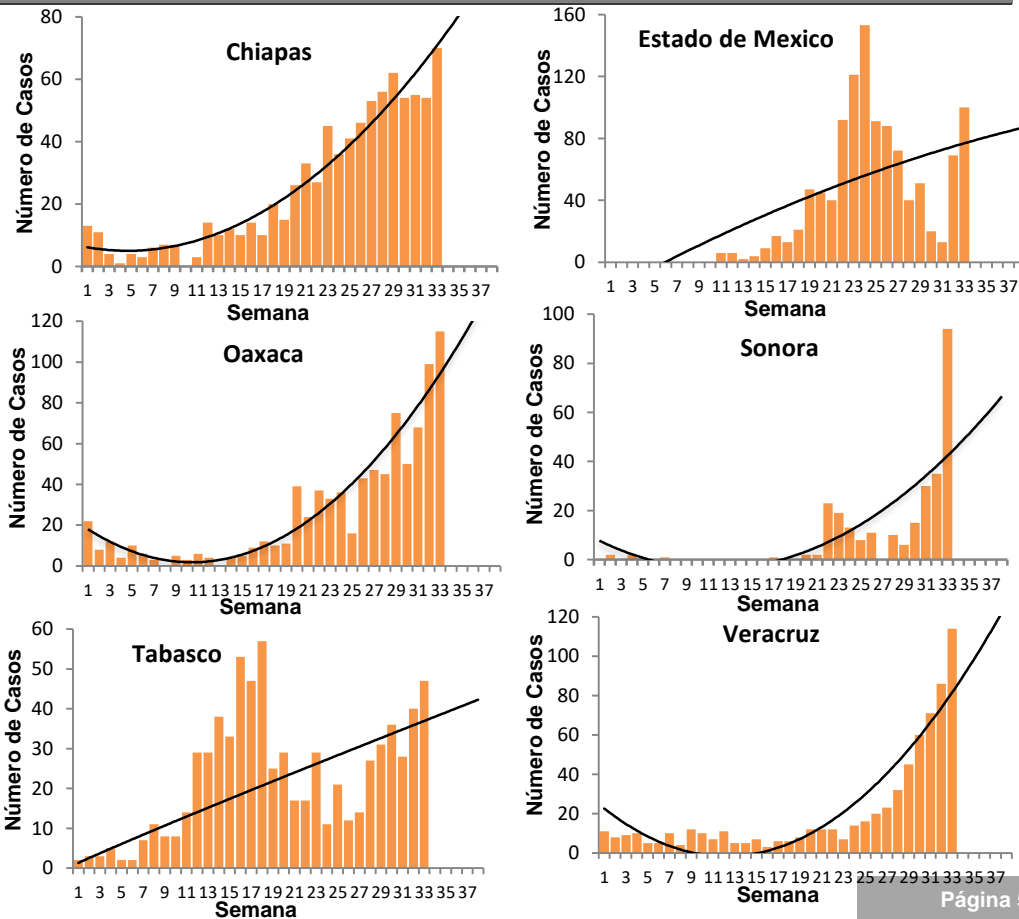 Chiapas
Número de Casos
80
60
40
20
0
1 3 5 7 9 11 13 15 17 19 21 23 25 27 29 31 33 35 37
Semana
Estado de Mexico
Número de Casos
160
120
80
40
0
1 3 5 7 9 11 13 15 17 19 21 23 25 27 29 31 33 35 37
Semana
Oaxaca
Número de Casos
120
100
80
60
40
20
0
1 3 5 7 9 11 13 15 17 19 21 23 25 27 29 31 33 35 37
Semana
Sonora
Número de Casos
100
80
60
40
20
0
1 3 5 7 9 11 13 15 17 19 21 23 25 27 29 31 33 35 37
Semana
Tabasco
Número de Casos
60
50
40
30
20
10
0
1 3 5 7 9 11 13 15 17 19 21 23 25 27 29 31 33 35 37
Semana
Veracruz
Número de Casos
120
100
80
60
40
20
0
1 3 5 7 9 11 13 15 17 19 21 23 25 27 29 31 33 35 37
Semana
Página 5